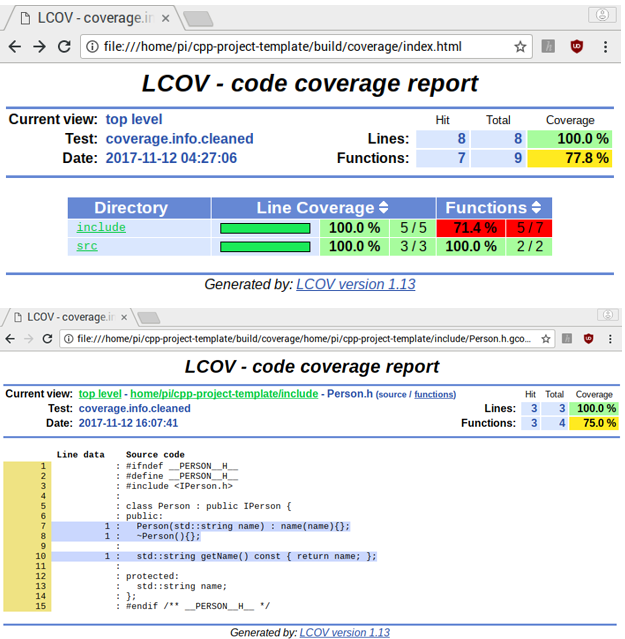 LCOV - coverage.in
file:///home/pi/cpp-project-template/build/coverage/index.html
LCOV - code coverage report
Current view: top level Hit Total Coverage
Test: coverage.info.cleaned Lines: 8 8 100.0 %
Date: 2017-11-12 04:27:06 Functions: 7 9 77.8 %
Directory Line Coverage Functions
include 100.0 % 5 / 5 71.4 % 5 / 7
src 100.0 % 3 / 3 100.0 % 2 / 2
Generated by: LCOV version 1.13
LCOV - coverage.in
file:///home/pi/cpp-project-template/build/coverage/home/pi/cpp-project-template/include/Person.h.gco...
LCOV - code coverage report
Current view: top level - home/pi/cpp-project-template/include - Person.h (source / functions) Hit Total Coverage
Test: coverage.info.cleaned Lines: 3 3 100.0 %
Date: 2017-11-12 16:07:41 Functions: 3 4 75.0 %
Line data Source code
1 : #ifndef __PERSON__H__
2 : #define __PERSON__H__
3 : #include <IPerson.h>
4 :
5 : class Person : public IPerson {
6 : public:
7 1 : Person(std::string name) : name(name){};
8 1 : ~Person(){};
9 :
10 1 : std::string getName() const { return name; };
11 :
12 : protected:
13 : std::string name;
14 : };
15 : #endif /** __PERSON__H__ */
Generated by: LCOV version 1.13